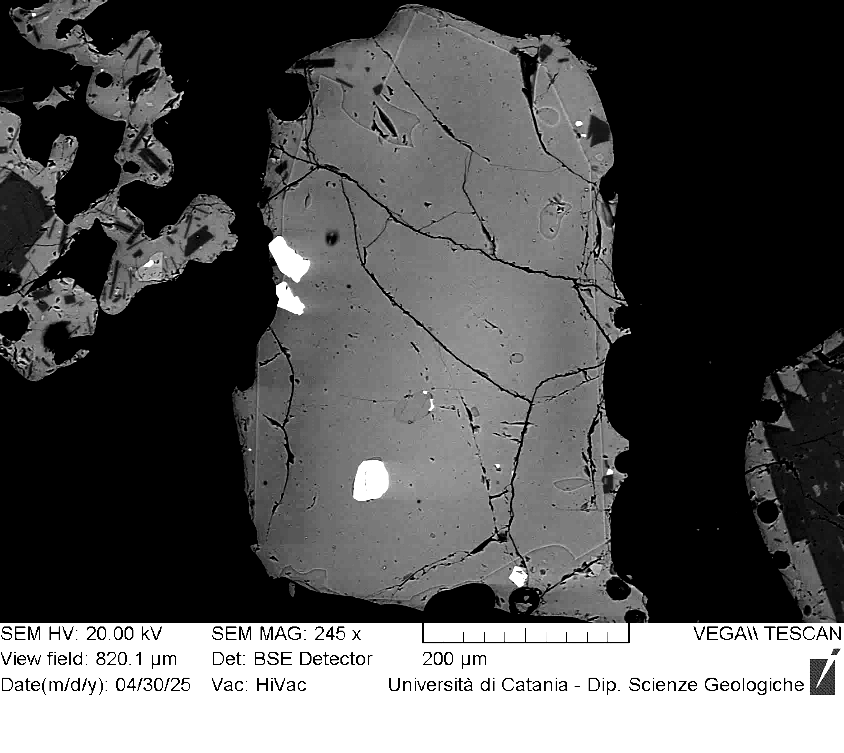 SEM HV: 20.00 kV SEM MAG: 245 x VEGA\\ TESCAN
View field: 820.1 µm Det: BSE Detector 200 µm
Date(m/d/y): 04/30/25 Vac: HiVac Università di Catania - Dip. Scienze Geologiche